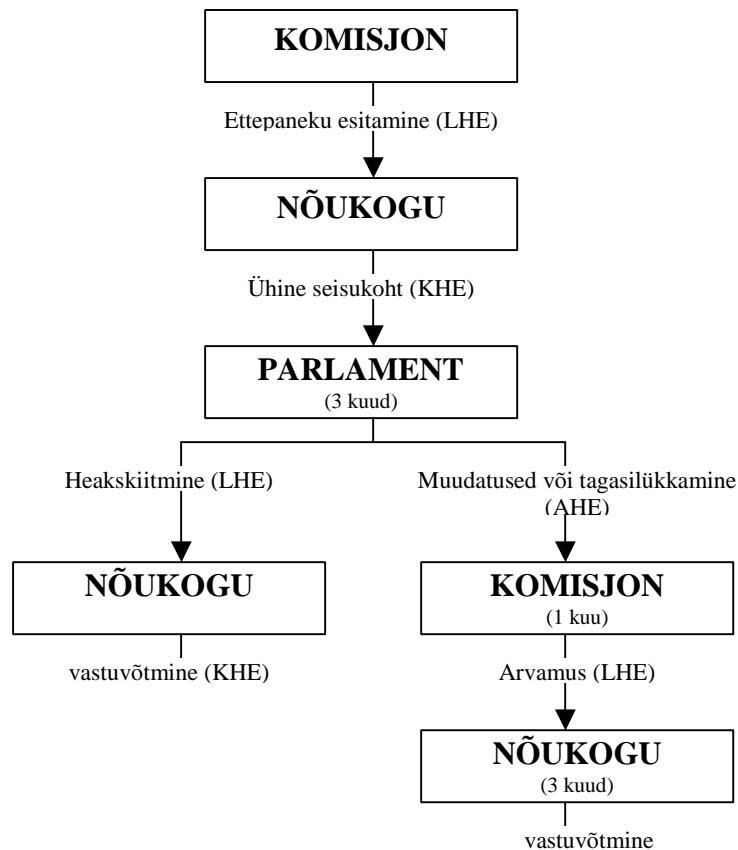 KOMISJON
Ettepaneku esitamine (LHE)
NÕUKOGU
Ühine seisukoht (KHE)
PARLAMENT
(3 kuud)
Heakskiitmine (LHE)
Muudatused või tagasilükkamine
(AHE)
NÕUKOGU
vastuvõtmine (KHE)
KOMISJON
(1 kuu)
Arvamus (LHE)
NÕUKOGU
(3 kuud)
vastuvõtmine